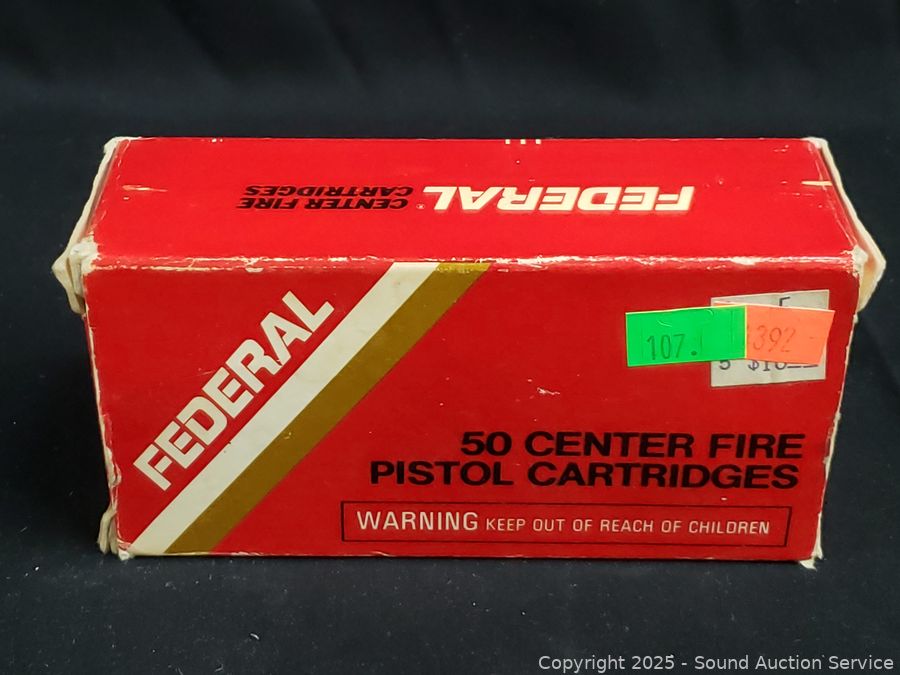 FEDERAL®
CENTER FIRE
CARTRIDGES
FEDERAL
107.
392
50 CENTER FIRE
PISTOL CARTRIDGES
WARNING KEEP OUT OF REACH OF CHILDREN
Copyright © 2025 - Sound Auction Service